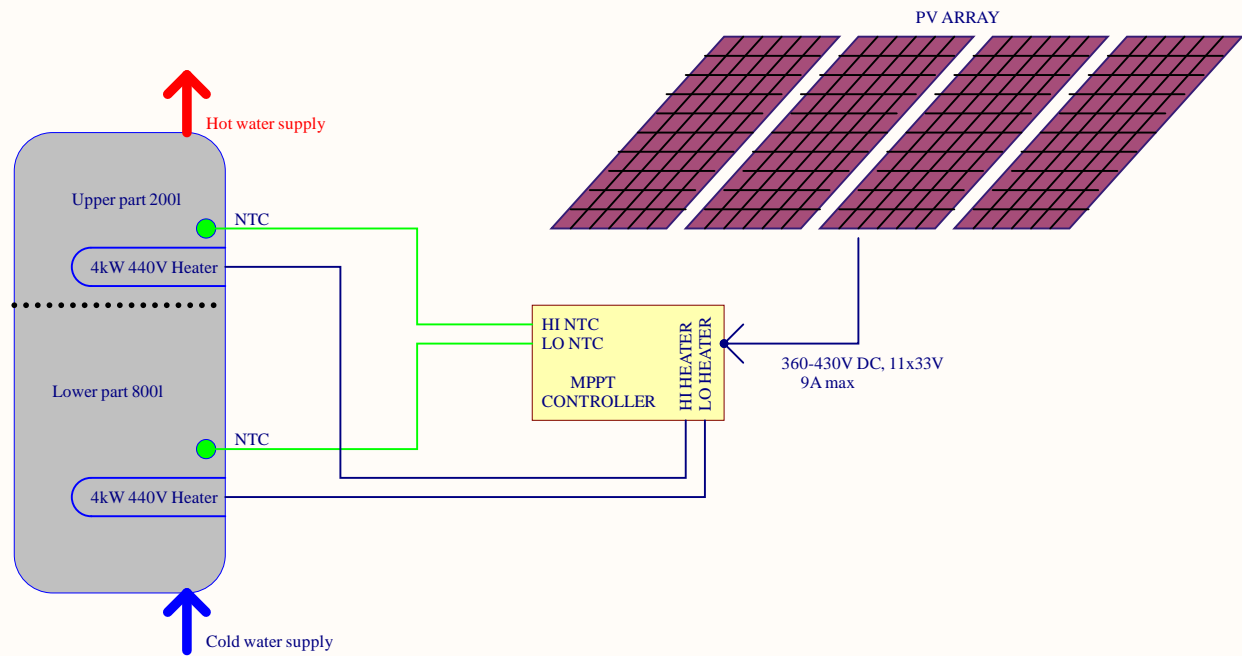 PV ARRAY
Hot water supply
Upper part 200l
NTC
4kW 440V Heater
HI NTC
LO NTC
MPPT
CONTROLLER
HI HEATER
LO HEATER
360-430V DC, 11x33V
9A max
Lower part 800l
NTC
4kW 440V Heater
Cold water supply